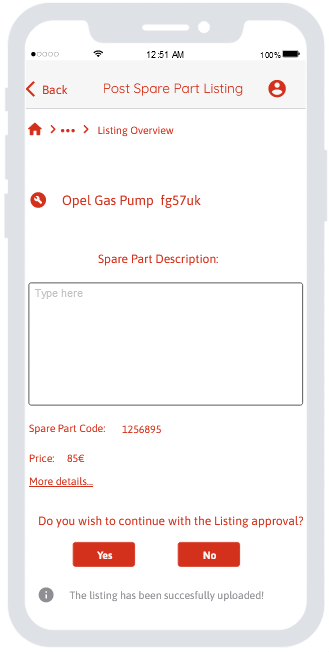 12:51 AM 100%
Back Post Spare Part Listing
••• Listing Overview
Opel Gas Pump fg57uk
Spare Part Description:
Type here
Spare Part Code: 1256895
Price: 85€
More details...
Do you wish to continue with the Listing approval?
Yes No
The listing has been succesfully uploaded!